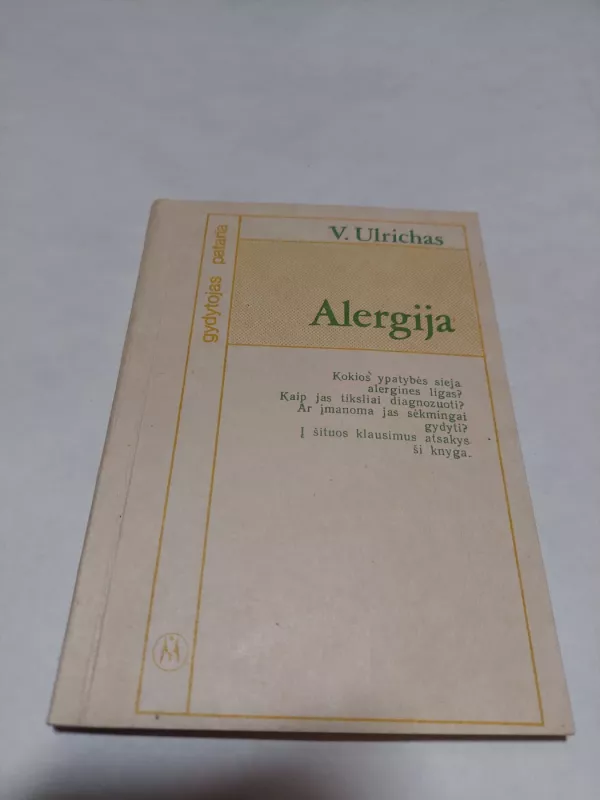 gydytojas pataria
V. Ulrichas
Alergija
Kokios ypatybės sieja
alergines ligas?
Kaip jas tiksliai diagnozuoti?
Ar įmanoma jas sėkmingai
gydyti?
Į šituos klausimus atsakys
ši knyga.